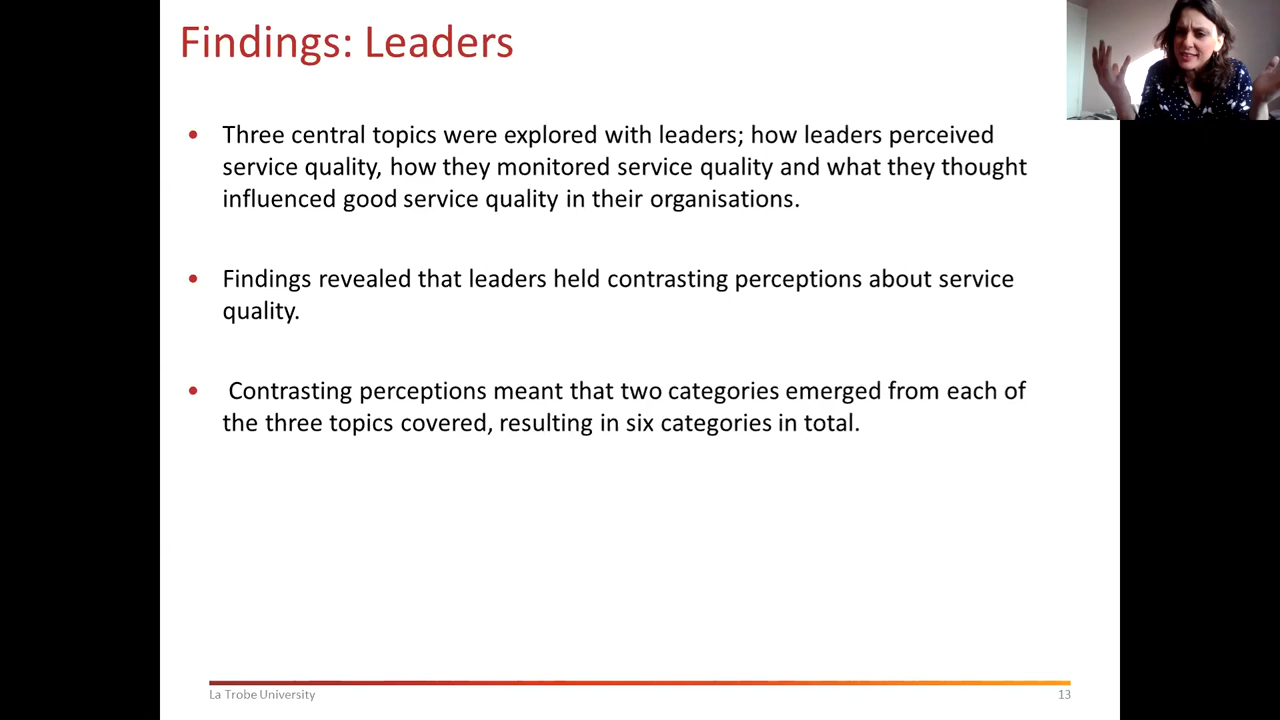 Findings: Leaders
• Three central topics were explored with leaders; how leaders perceived
service quality, how they monitored service quality and what they thought
influenced good service quality in their organisations.
• Findings revealed that leaders held contrasting perceptions about service
quality.
• Contrasting perceptions meant that two categories emerged from each of
the three topics covered, resulting in six categories in total.
La Trobe University
13